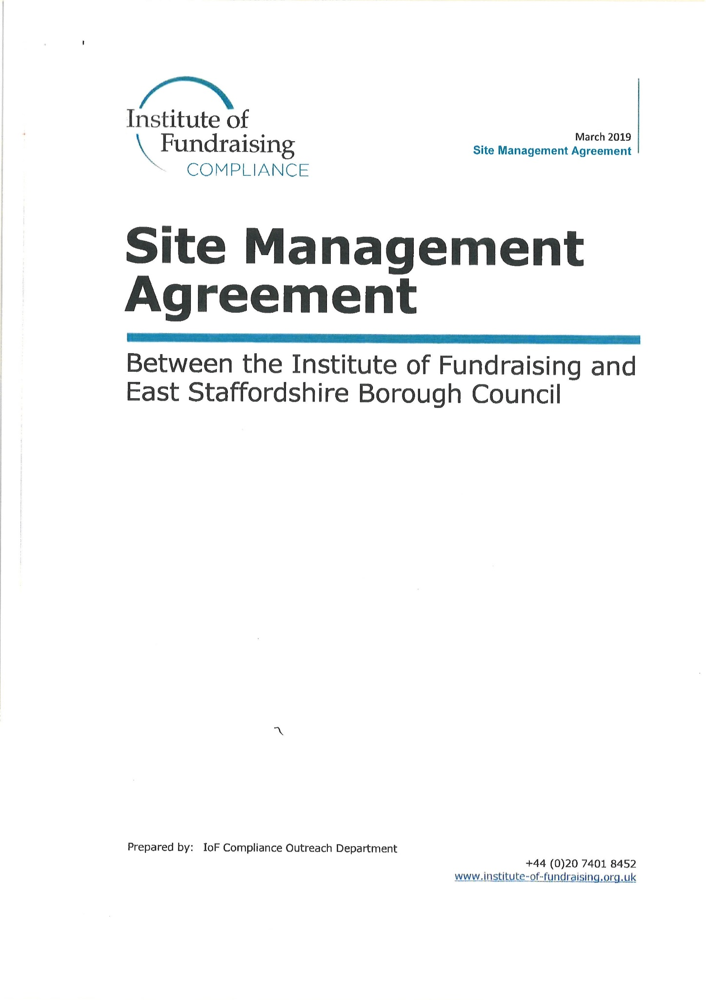 Institute of
Fundraising
COMPLIANCE
March 2019
Site Management Agreement
Site Management
Agreement
Between the Institute of Fundraising and
East Staffordshire Borough Council
Prepared by: IoF Compliance Outreach Department
+44 (0)20 7401 8452
www.institute-of-fundraising.org.uk